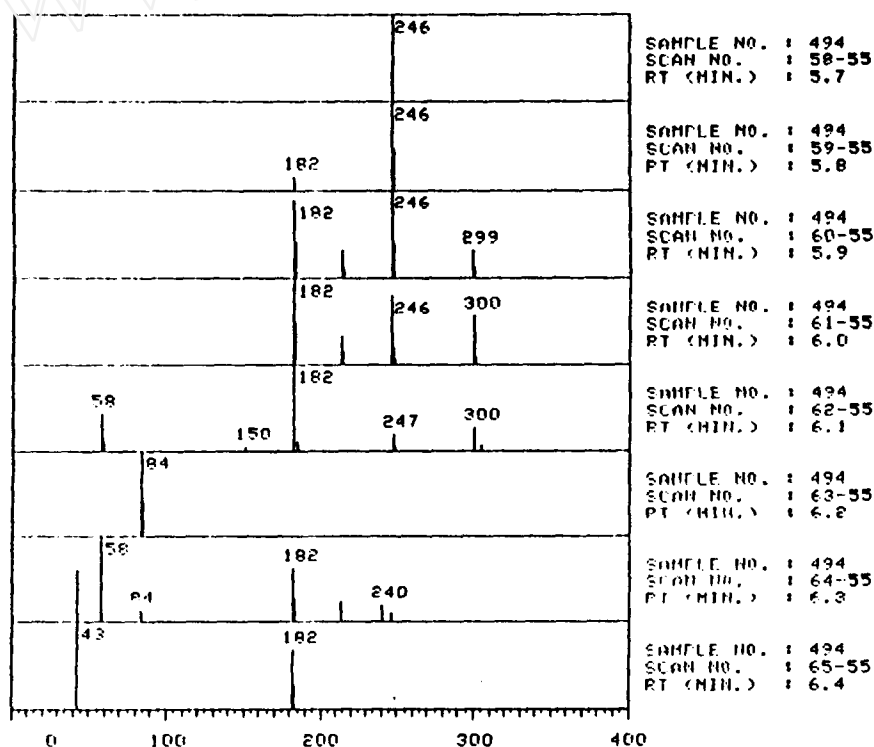 246
SAMPLE NO. : 494
SCAN NO. : 58-55
RT (MIN.) : 5.7
246
182
SAMPLE NO. : 494
SCAN NO. : 59-55
RT (MIN.) : 5.8
182
246
299
SAMPLE NO. : 494
SCAN NO. : 60-55
RT (MIN.) : 5.9
182
246
300
SAMPLE NO. : 494
SCAN NO. : 61-55
RT (MIN.) : 6.0
182
58
150
247
300
SAMPLE NO. : 494
SCAN NO. : 62-55
RT (MIN.) : 6.1
84
SAMPLE NO. : 494
SCAN NO. : 63-55
RT (MIN.) : 6.2
58
84
182
240
SAMPLE NO. : 494
SCAN NO. : 64-55
RT (MIN.) : 6.3
43
182
SAMPLE NO. : 494
SCAN NO. : 65-55
RT (MIN.) : 6.4
0 100 200 300 400